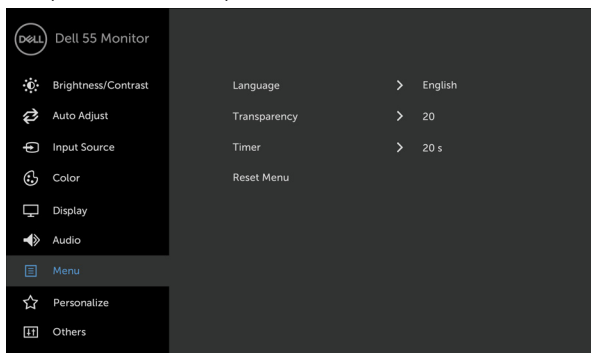 DELL Dell 55 Monitor
Brightness/Contrast
Auto Adjust
Input Source
Color
Display
Audio
Menu
Personalize
Others
Language > English
Transparency > 20
Timer > 20 s
Reset Menu